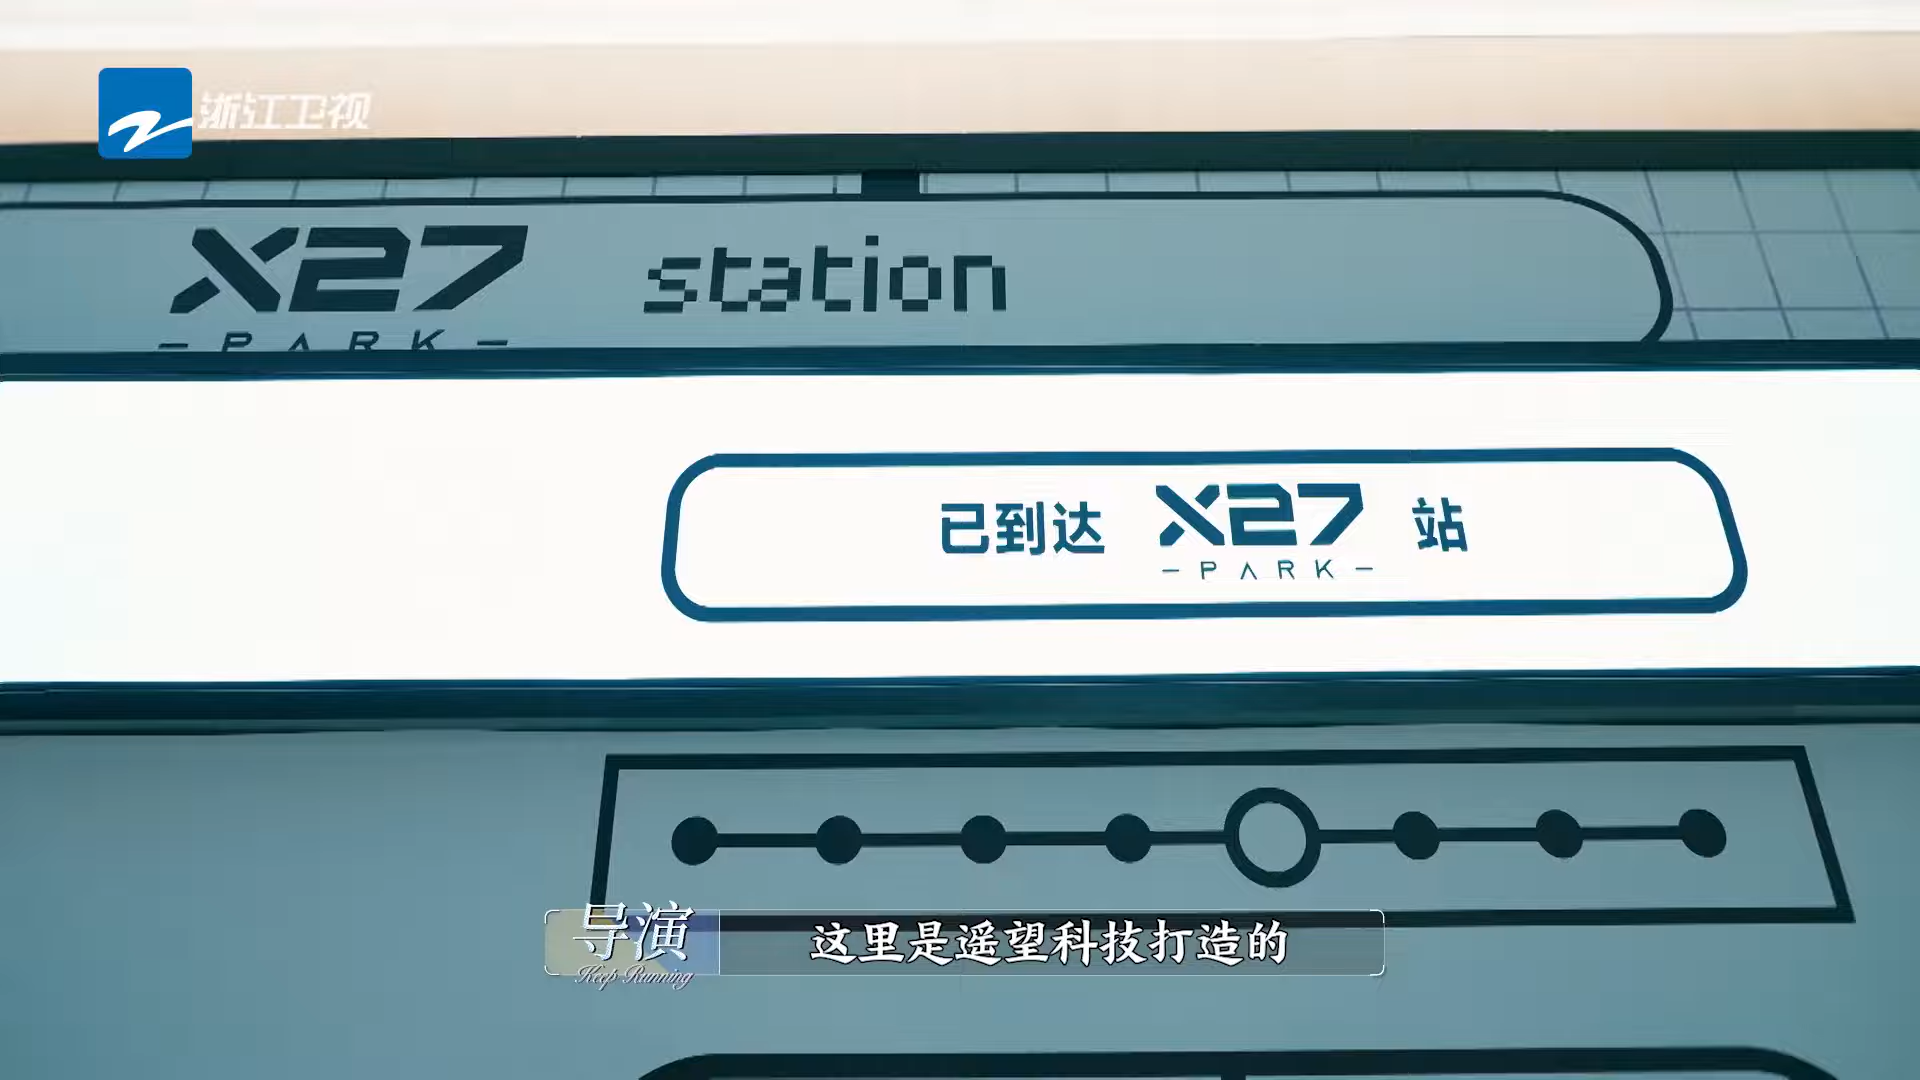 浙江卫视
X27 station
PARK
已到达 X27 站
PARK
导演
Keep Running
这里是遥望科技打造的